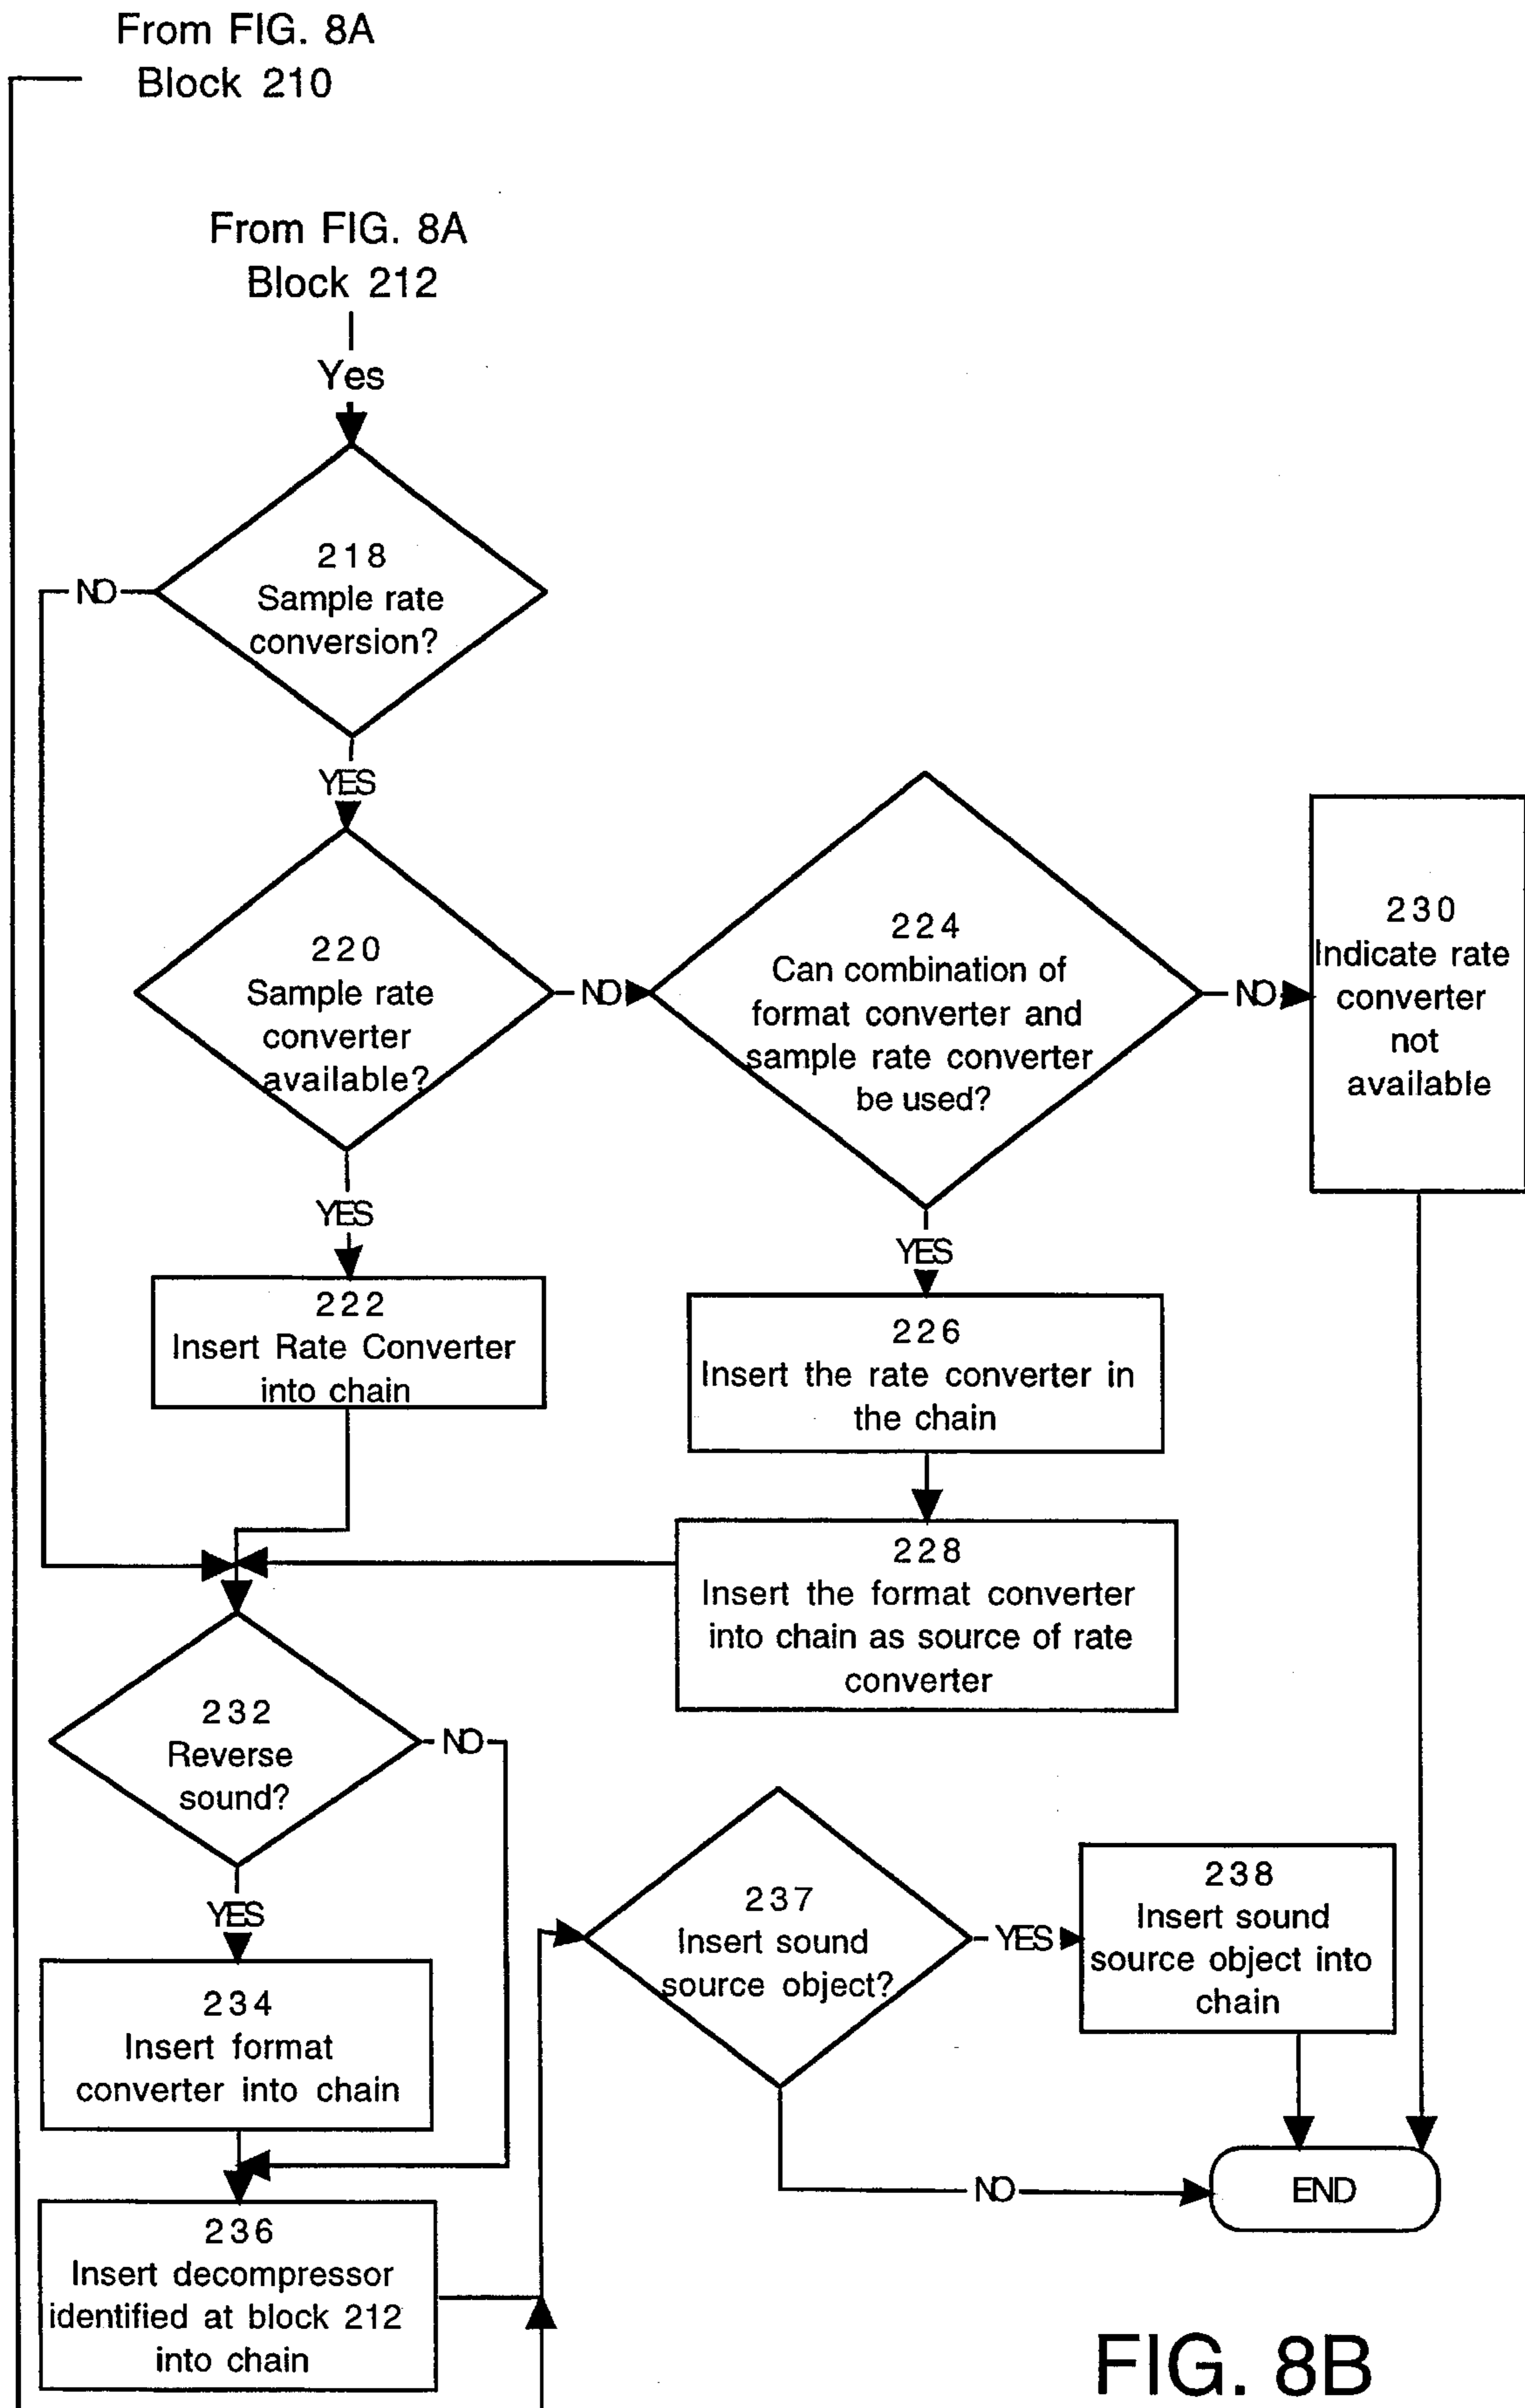 From FIG. 8A
Block 210
From FIG. 8A
Block 212
Yes
218
Sample rate
conversion?
NO
YES
220
Sample rate
converter
available?
NO
224
Can combination of
format converter and
sample rate converter
be used?
NO
230
Indicate rate
converter
not
available
YES
222
Insert Rate Converter
into chain
YES
226
Insert the rate converter in
the chain
228
Insert the format converter
into chain as source of rate
converter
232
Reverse
sound?
NO
YES
234
Insert format
converter into chain
236
Insert decompressor
identified at block 212
into chain
237
Insert sound
source object?
YES
238
Insert sound
source object into
chain
NO
END
FIG. 8B